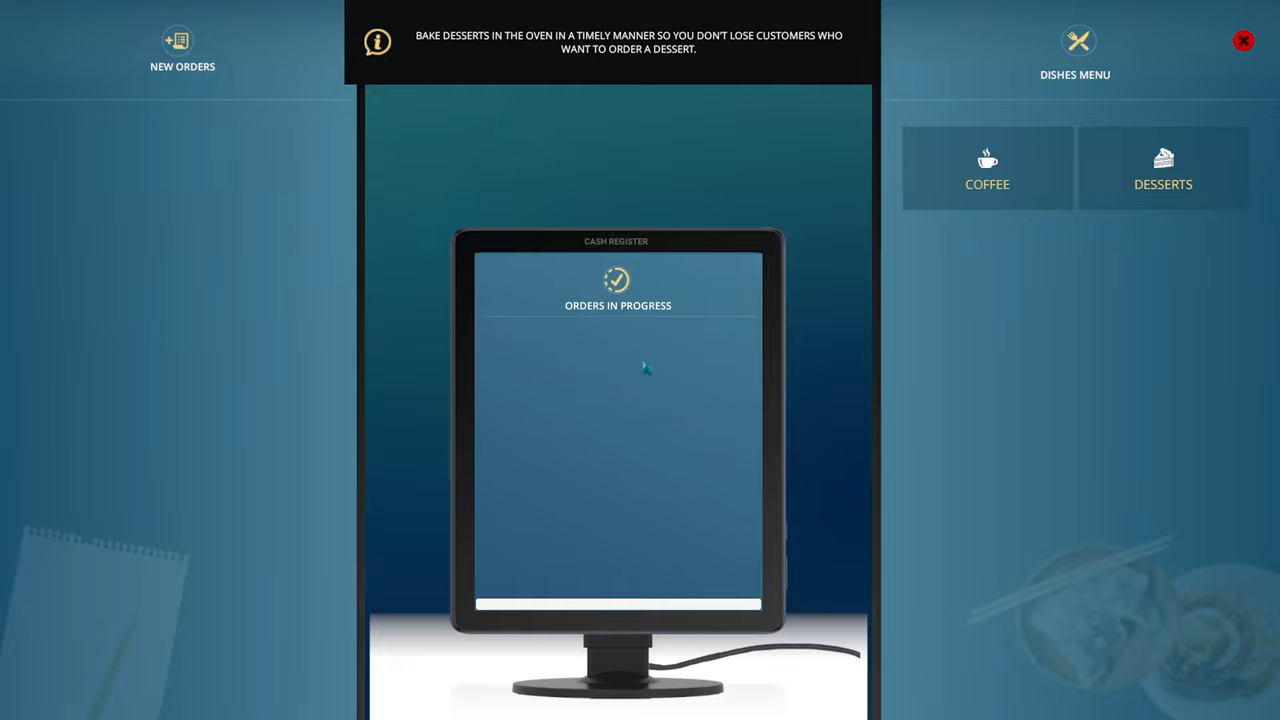 BAKE DESSERTS IN THE OVEN IN A TIMELY MANNER SO YOU DON'T LOSE CUSTOMERS WHO
WANT TO ORDER A DESSERT.
NEW ORDERS
DISHES MENU
COFFEE
DESSERTS
CASH REGISTER
ORDERS IN PROGRESS